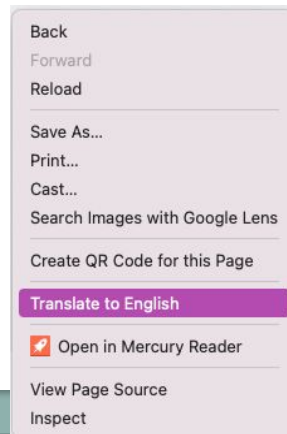 Back
Forward
Reload
Save As...
Print...
Cast...
Search Images with Google Lens
Create QR Code for this Page
Translate to English
Open in Mercury Reader
View Page Source
Inspect